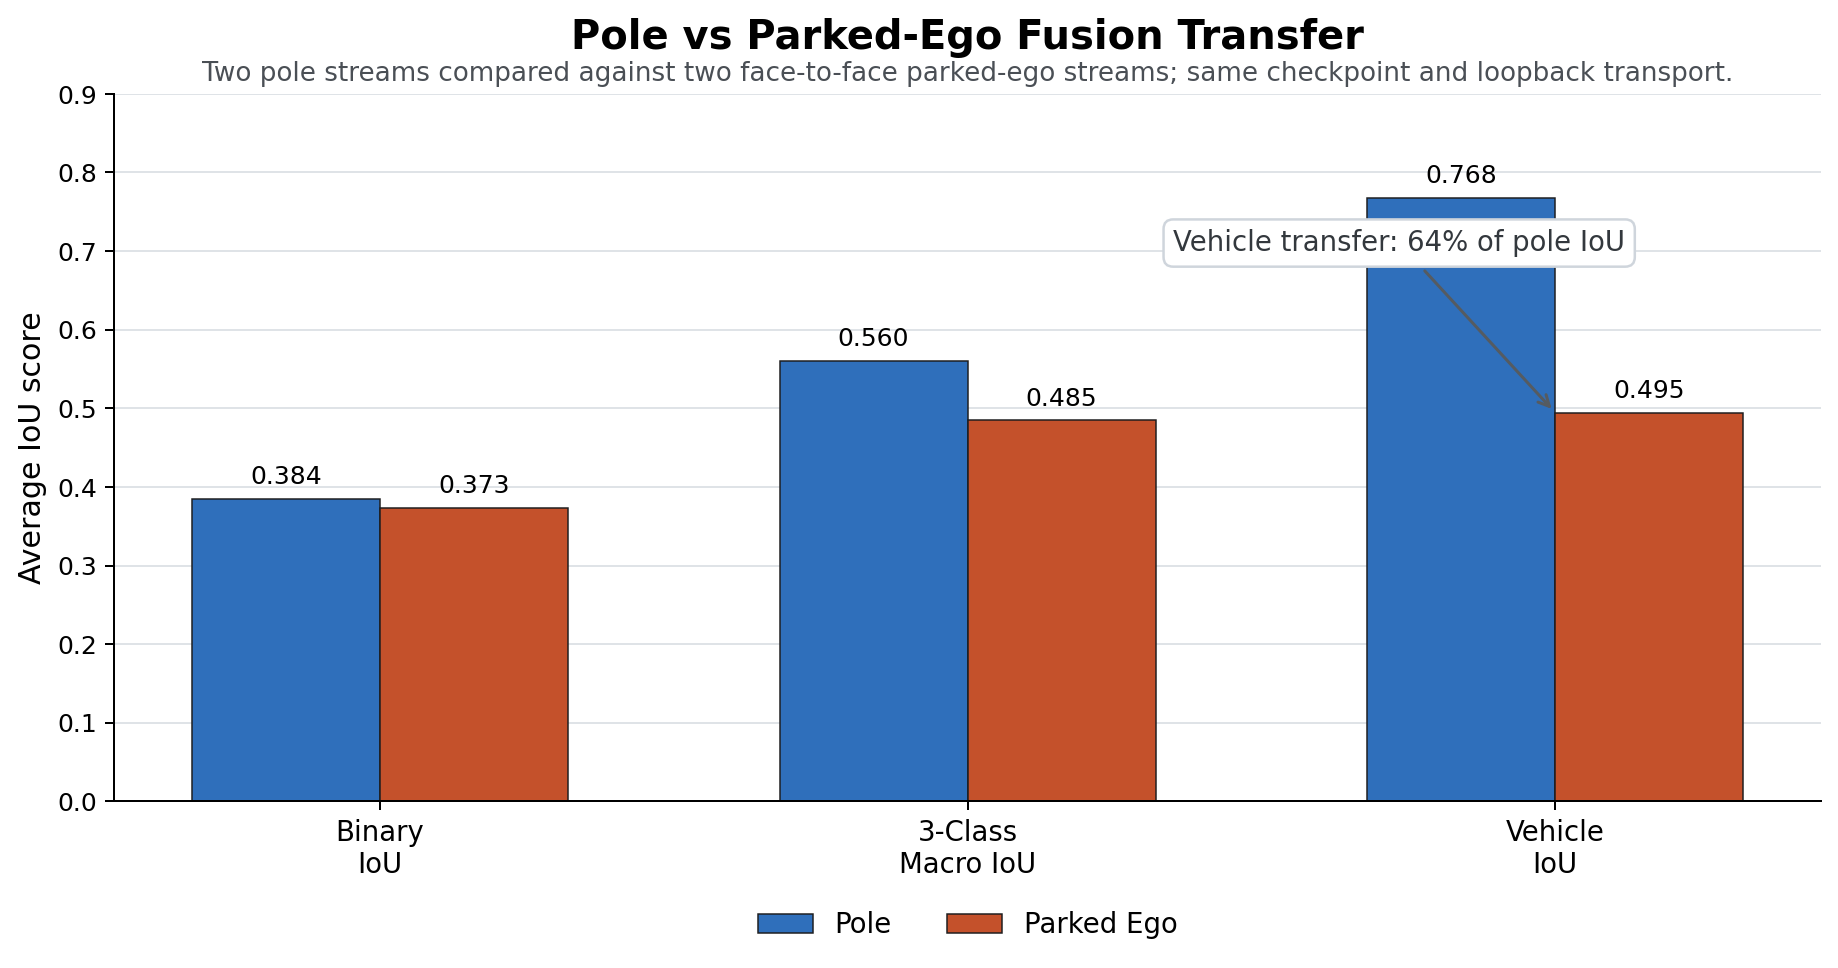 Pole vs Parked-Ego Fusion Transfer
Two pole streams compared against two face-to-face parked-ego streams; same checkpoint and loopback transport.
Average IoU score
0.9
0.8
0.7
0.6
0.5
0.4
0.3
0.2
0.1
0.0
0.384
0.373
0.560
0.485
0.768
0.495
Vehicle transfer: 64% of pole IoU
Binary
IoU
3-Class
Macro IoU
Vehicle
IoU
Pole
Parked Ego